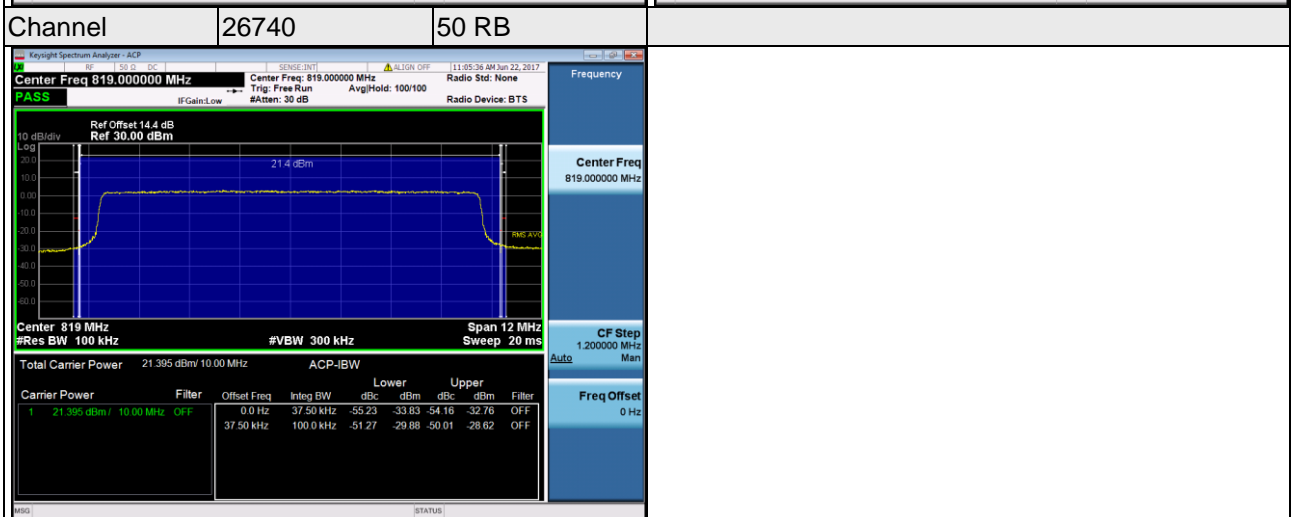 Channel 26740 50 RB
Keysight Spectrum Analyzer - ACP
RF 50 Ω DC SENSE:INT ALIGN OFF 11:05:36 AM Jun 22, 2017
Center Freq 819.000000 MHz Center Freq: 819.000000 MHz Radio Std: None
Trig: Free Run Avg|Hold: 100/100
PASS IFGain:Low #Atten: 30 dB Radio Device: BTS
Frequency
Ref Offset 14.4 dB
10 dB/div Ref 30.00 dBm
Log
20.0
10.0
0.00
-10.0
-20.0
-30.0
-40.0
-50.0
-60.0
21.4 dBm
RMS AVG
Center Freq
819.000000 MHz
Center 819 MHz Span 12 MHz
#Res BW 100 kHz #VBW 300 kHz Sweep 20 ms
CF Step
1.200000 MHz
Auto Man
Total Carrier Power 21.395 dBm/ 10.00 MHz ACP-IBW
Lower Upper
Carrier Power Filter Offset Freq Integ BW dBc dBm dBc dBm Filter
1 21.395 dBm / 10.00 MHz OFF 0.0 Hz 37.50 kHz -55.23 -33.83 -54.16 -32.76 OFF
37.50 kHz 100.0 kHz -51.27 -29.88 -50.01 -28.62 OFF
Freq Offset
0 Hz
MSG STATUS